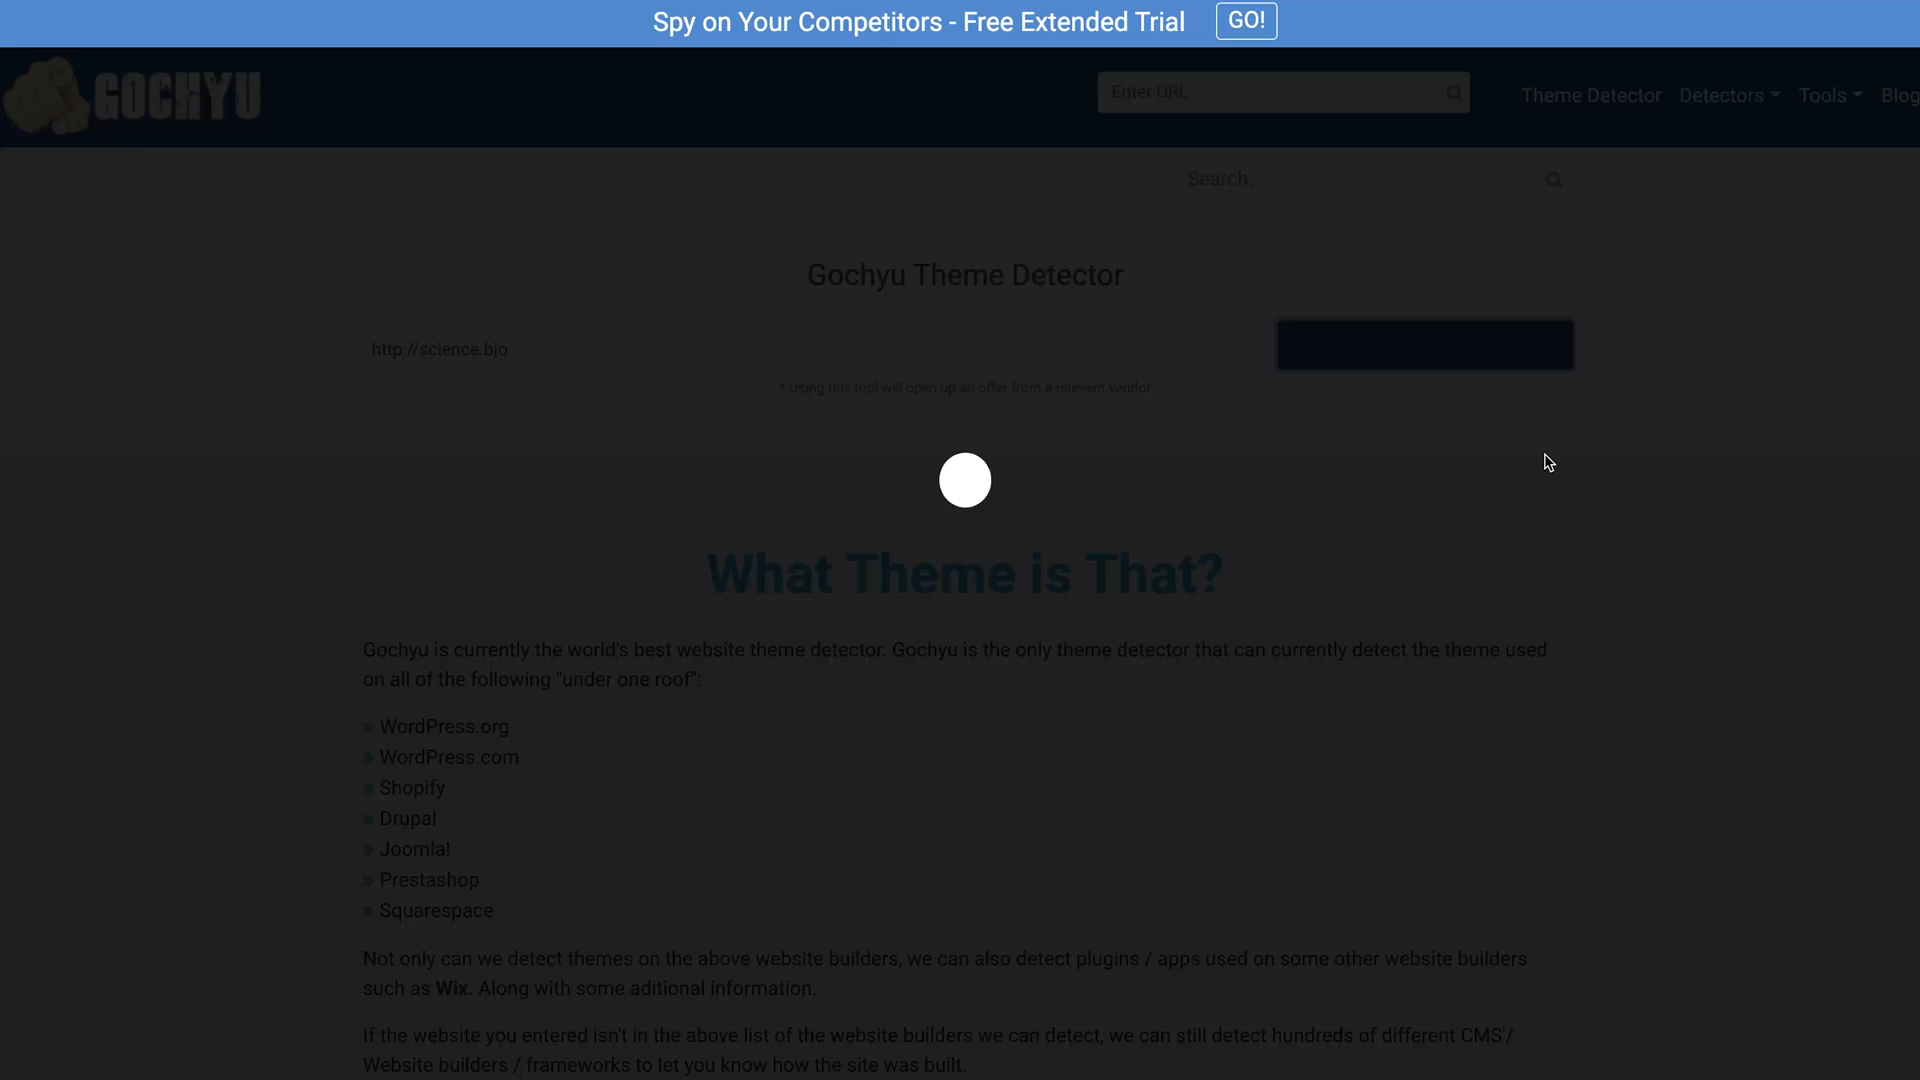 Spy on Your Competitors - Free Extended Trial GO!
GOCHYU
Enter URL
Theme Detector Detectors Tools Blog
Search:
Gochyu Theme Detector
http://science.bio
* Using this tool will open up an offer from a relevant vendor
What Theme is That?
Gochyu is currently the world's best website theme detector. Gochyu is the only theme detector that can currently detect the theme used
on all of the following "under one roof":
» WordPress.org
» WordPress.com
» Shopify
» Drupal
» Joomla!
» Prestashop
» Squarespace
Not only can we detect themes on the above website builders, we can also detect plugins / apps used on some other website builders
such as Wix. Along with some aditional information.
If the website you entered isn't in the above list of the website builders we can detect, we can still detect hundreds of different CMS'/
Website builders / frameworks to let you know how the site was built.